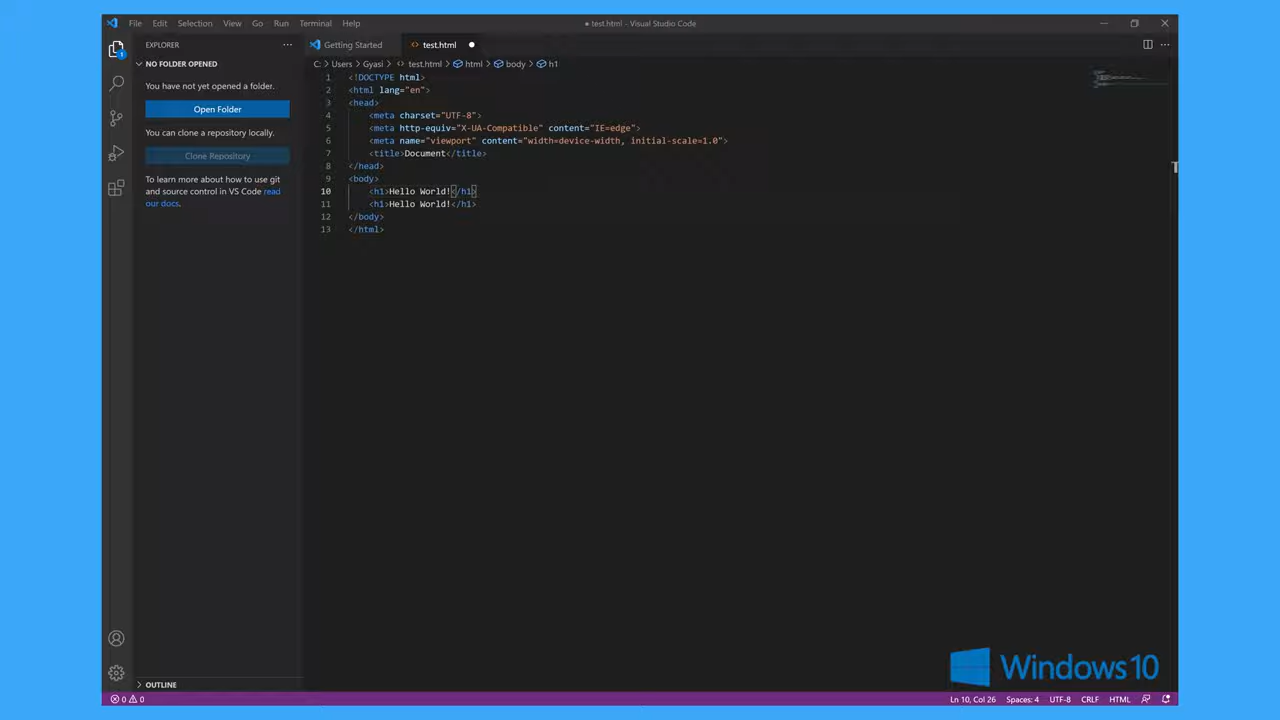 File Edit Selection View Go Run Terminal Help
● test.html - Visual Studio Code
EXPLORER
Getting Started
test.html
NO FOLDER OPENED
C: > Users > Gyasi > test.html > html > body > h1
You have not yet opened a folder.
Open Folder
You can clone a repository locally.
Clone Repository
To learn more about how to use git
and source control in VS Code read
our docs.
1 <!DOCTYPE html>
2 <html lang="en">
3 <head>
4 <meta charset="UTF-8">
5 <meta http-equiv="X-UA-Compatible" content="IE=edge">
6 <meta name="viewport" content="width=device-width, initial-scale=1.0">
7 <title>Document</title>
8 </head>
9 <body>
10 <h1>Hello World!</h1>
11 <h1>Hello World!</h1>
12 </body>
13 </html>
Windows 10
OUTLINE
0 0
Ln 10, Col 26 Spaces: 4 UTF-8 CRLF HTML
1